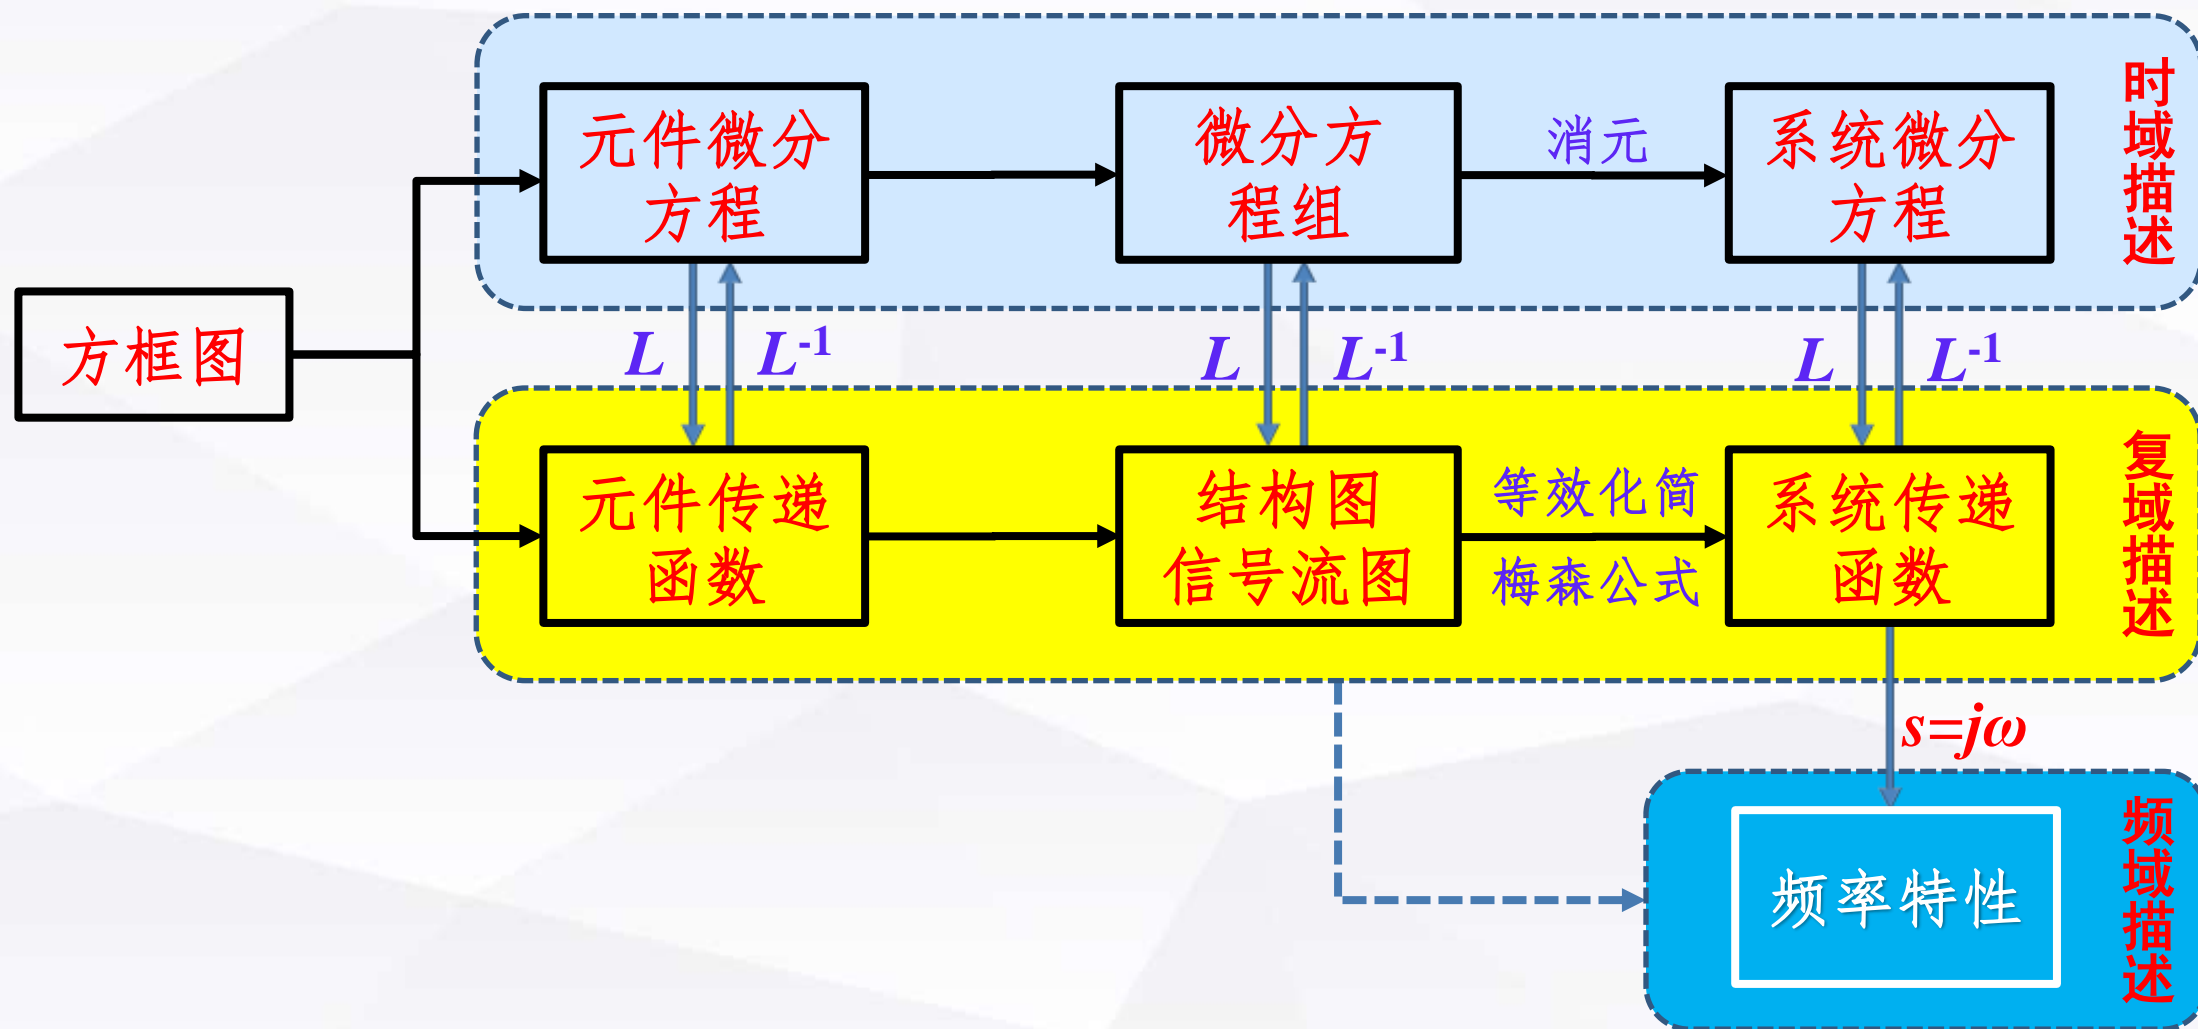 元件微分
方程
微分方
程组
消元
系统微分
方程
时域描述
方框图
L
L-1
L
L-1
L
L-1
元件传递
函数
结构图
信号流图
等效化简
梅森公式
系统传递
函数
复域描述
s=jω
频率特性
频域描述